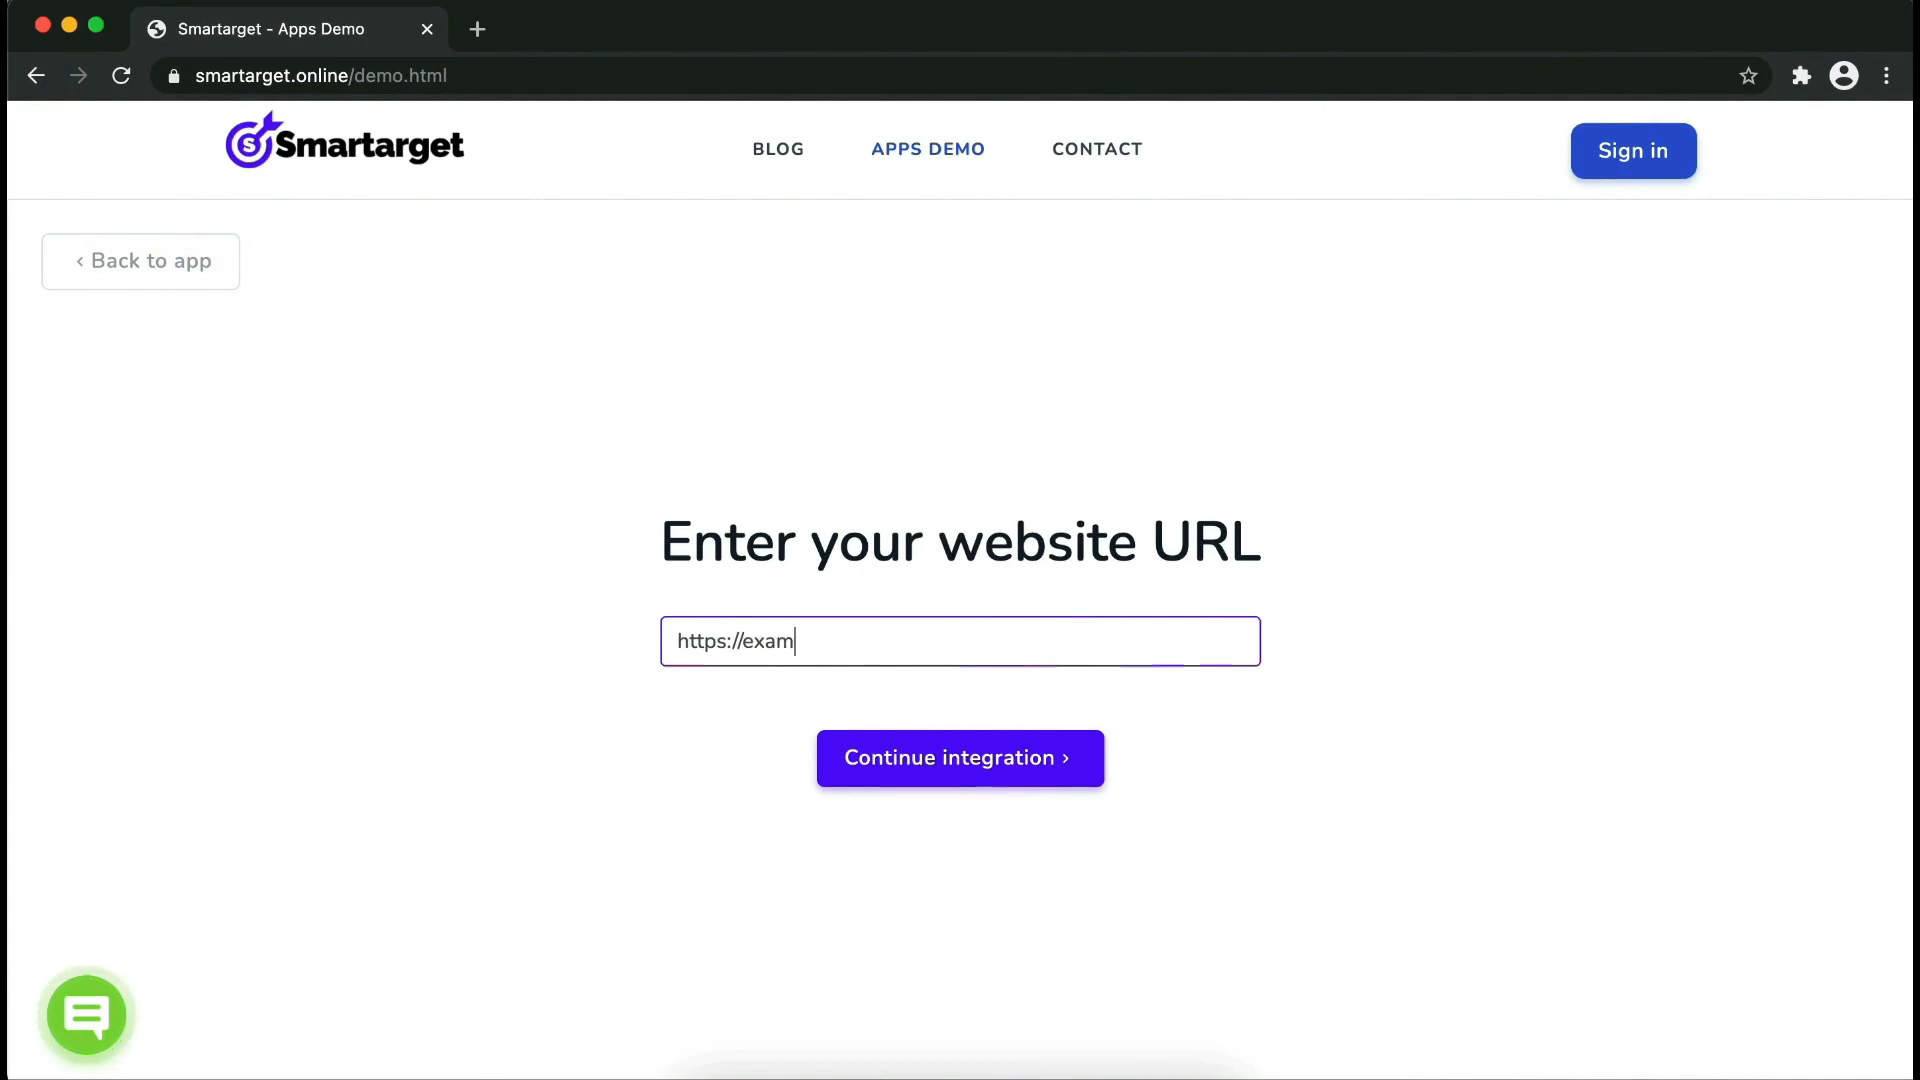 Smartarget - Apps Demo
smartarget.online/demo.html
Smartarget
BLOG
APPS DEMO
CONTACT
Sign in
‹ Back to app
Enter your website URL
https://exam
Continue integration ›